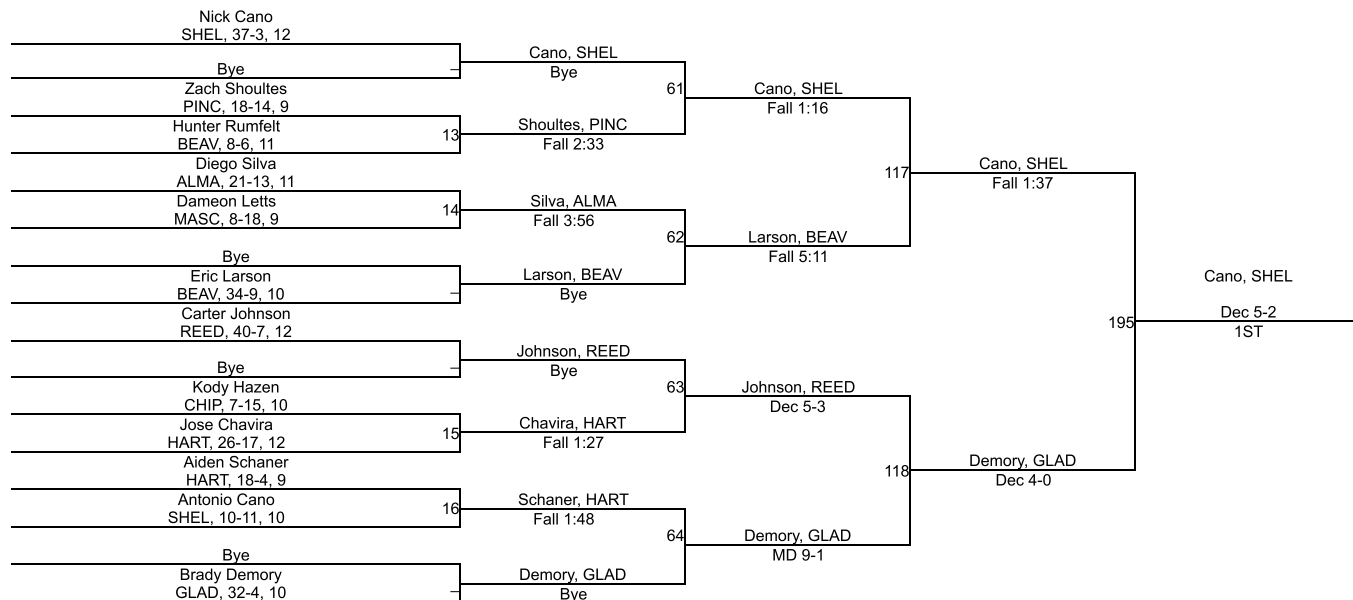 Nick Cano
SHEL, 37-3, 12
Bye
Zach Shoultes
PINC, 18-14, 9
Hunter Rumfelt
BEAV, 8-6, 11
Diego Silva
ALMA, 21-13, 11
Dameon Letts
MASC, 8-18, 9
Bye
Eric Larson
BEAV, 34-9, 10
Carter Johnson
REED, 40-7, 12
Bye
Kody Hazen
CHIP, 7-15, 10
Jose Chavira
HART, 26-17, 12
Aiden Schaner
HART, 18-4, 9
Antonio Cano
SHEL, 10-11, 10
Bye
Brady Demory
GLAD, 32-4, 10
–
13
14
–
–
15
16
–
Cano, SHEL
Bye
Shoultes, PINC
Fall 2:33
Silva, ALMA
Fall 3:56
Larson, BEAV
Bye
Johnson, REED
Bye
Chavira, HART
Fall 1:27
Schaner, HART
Fall 1:48
Demory, GLAD
Bye
61
62
63
64
Cano, SHEL
Fall 1:16
Larson, BEAV
Fall 5:11
Johnson, REED
Dec 5-3
Demory, GLAD
MD 9-1
117
118
Cano, SHEL
Fall 1:37
Demory, GLAD
Dec 4-0
195
Cano, SHEL
Dec 5-2
1ST